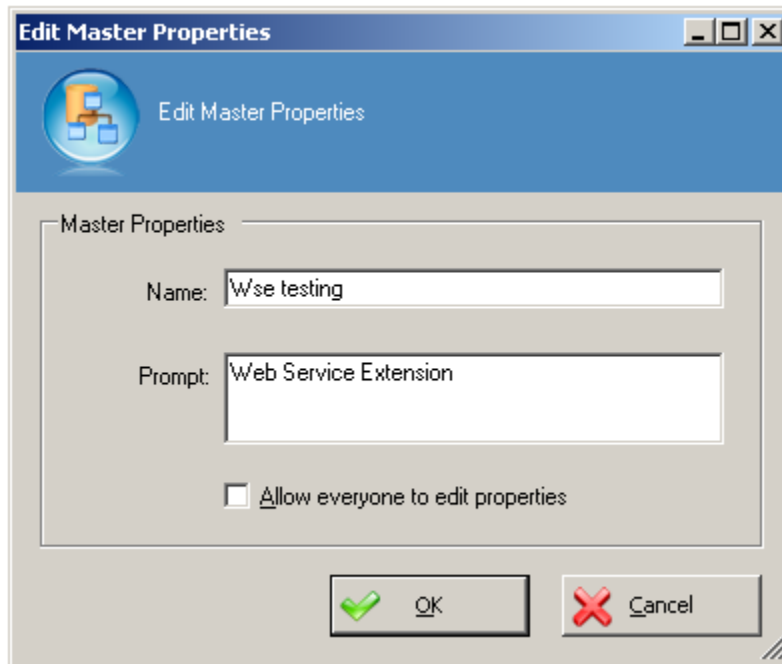 Edit Master Properties
Edit Master Properties
Master Properties
Name: Wse testing
Prompt: Web Service Extension
Allow everyone to edit properties
OK Cancel